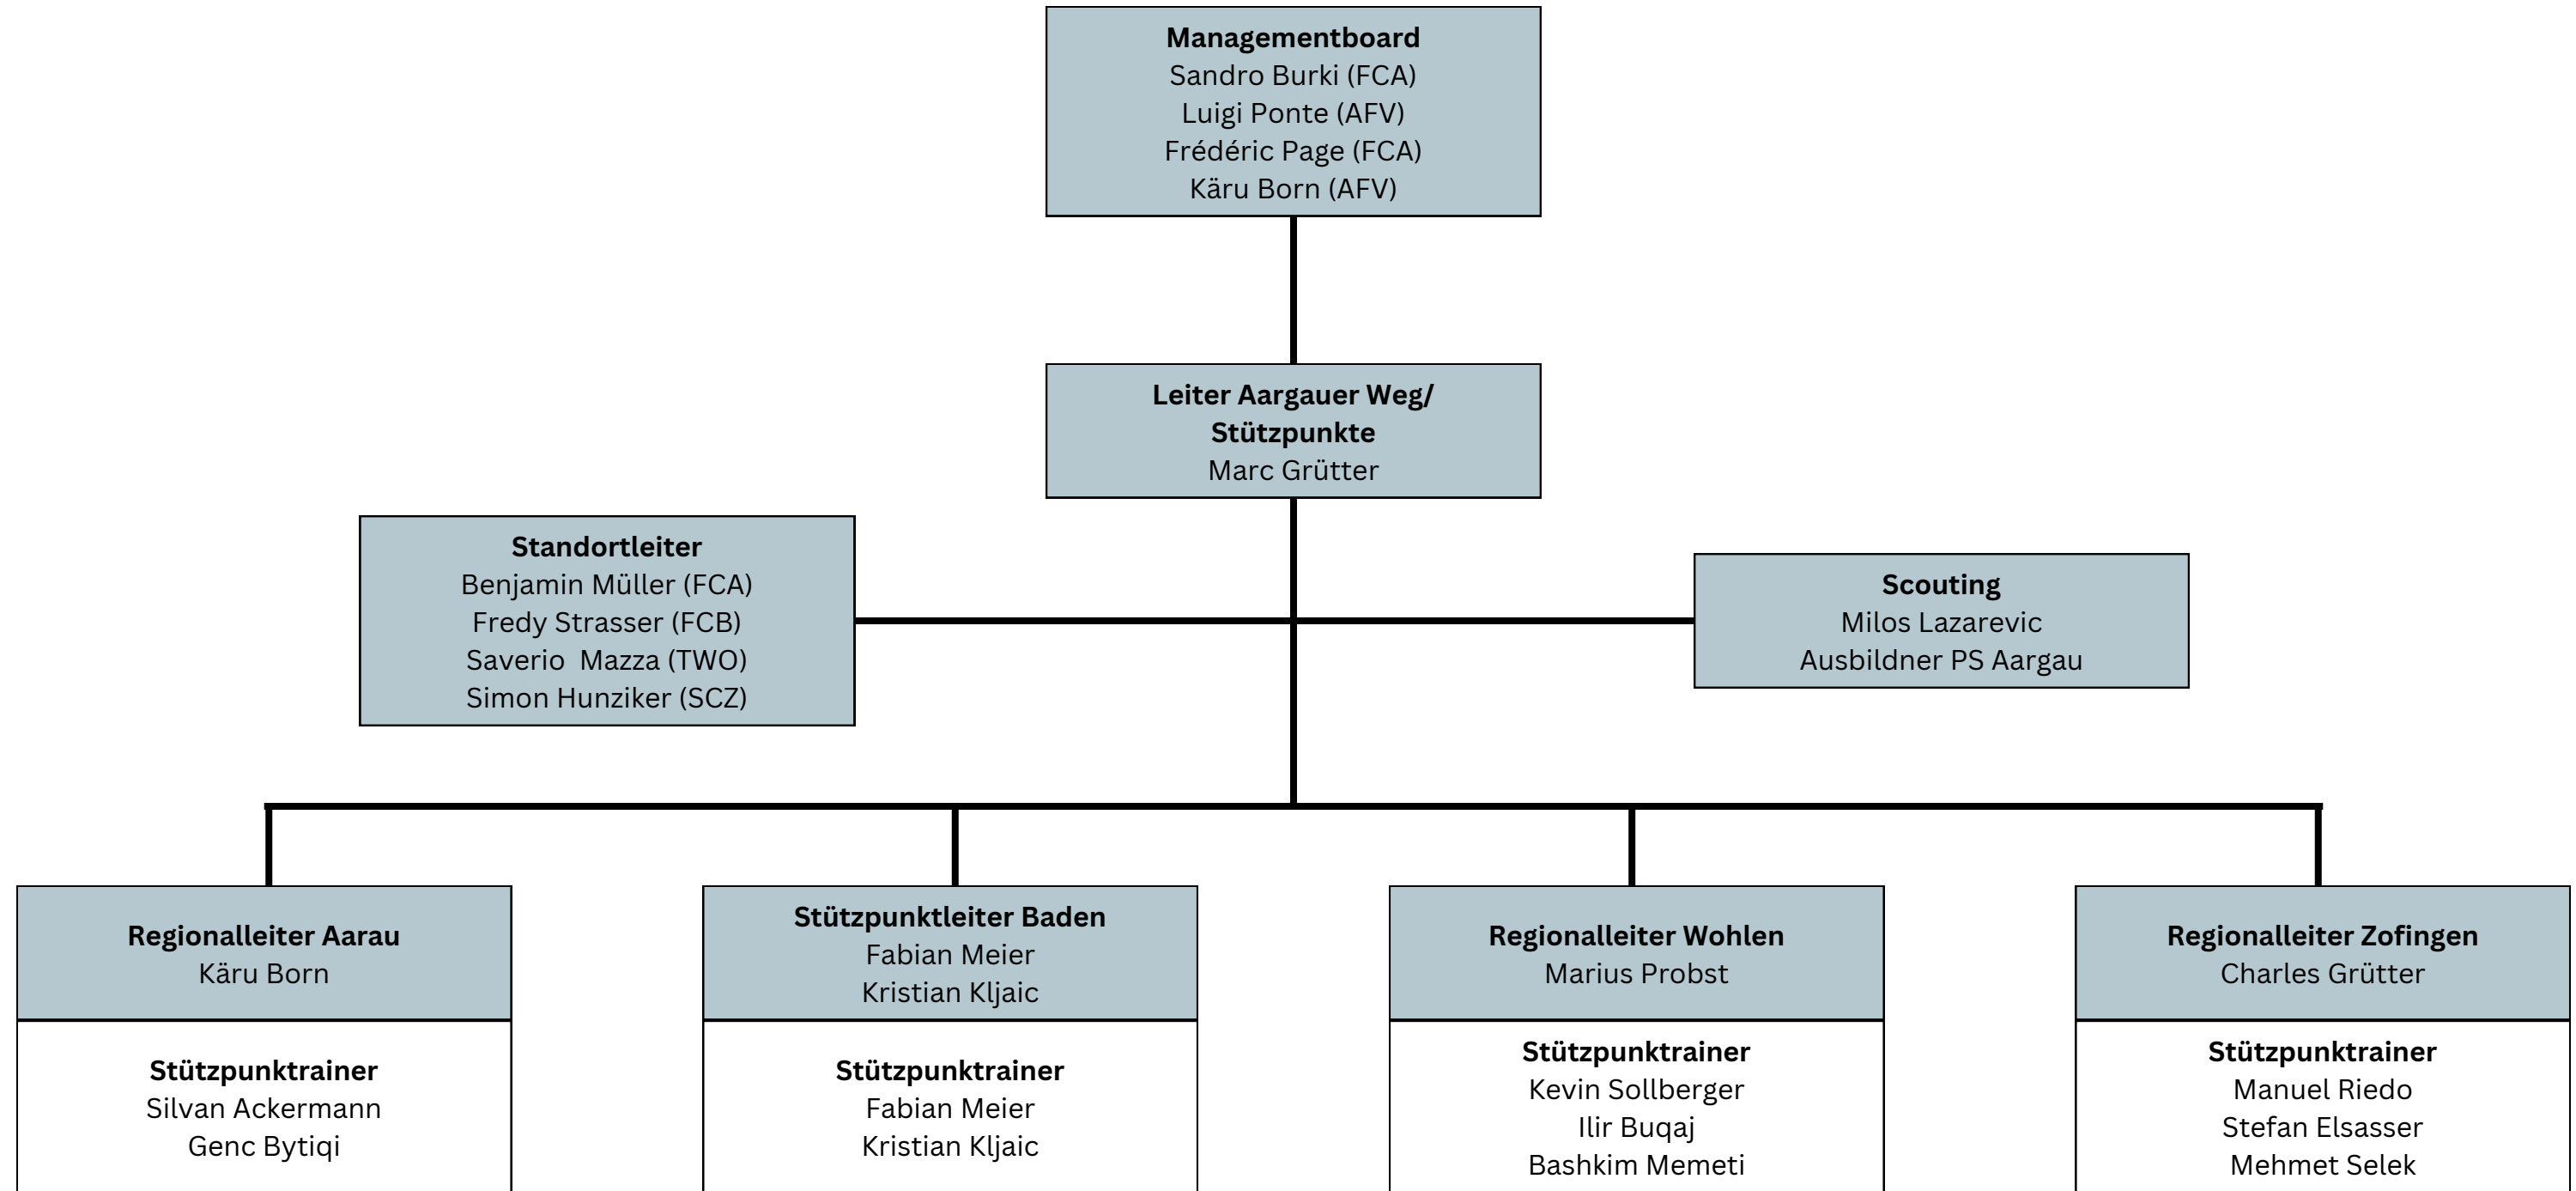 Managementboard
Sandro Burki (FCA)
Luigi Ponte (AFV)
Frédéric Page (FCA)
Käru Born (AFV)
Leiter Aargauer Weg/
Stützpunkte
Marc Grütter
Standortleiter
Benjamin Müller (FCA)
Fredy Strasser (FCB)
Saverio  Mazza (TWO)
Simon Hunziker (SCZ)
Scouting
Milos Lazarevic
Ausbildner PS Aargau
Regionalleiter Aarau
Käru Born
Stützpunktrainer
Silvan Ackermann
Genc Bytiqi
Stützpunktleiter Baden
Fabian Meier
Kristian Kljaic
Stützpunktrainer
Fabian Meier
Kristian Kljaic
Regionalleiter Wohlen
Marius Probst
Stützpunktrainer
Kevin Sollberger
Ilir Buqaj
Bashkim Memeti
Regionalleiter Zofingen
Charles Grütter
Stützpunktrainer
Manuel Riedo
Stefan Elsasser
Mehmet Selek